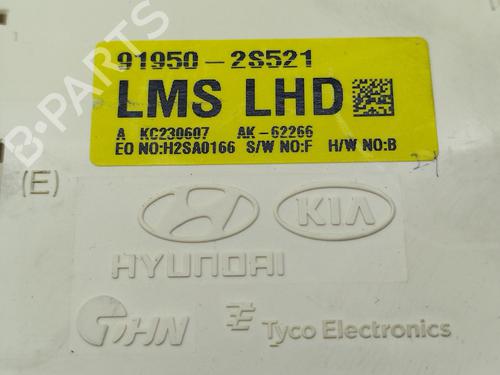 91950-2S521
LMS LHD
A KC230607 AK-62266
EO NO:H2SA0166 S/W NO:F H/W NO:B
(E)
KIA
HYUNDAI
THN Tyco Electronics
B-PARTS